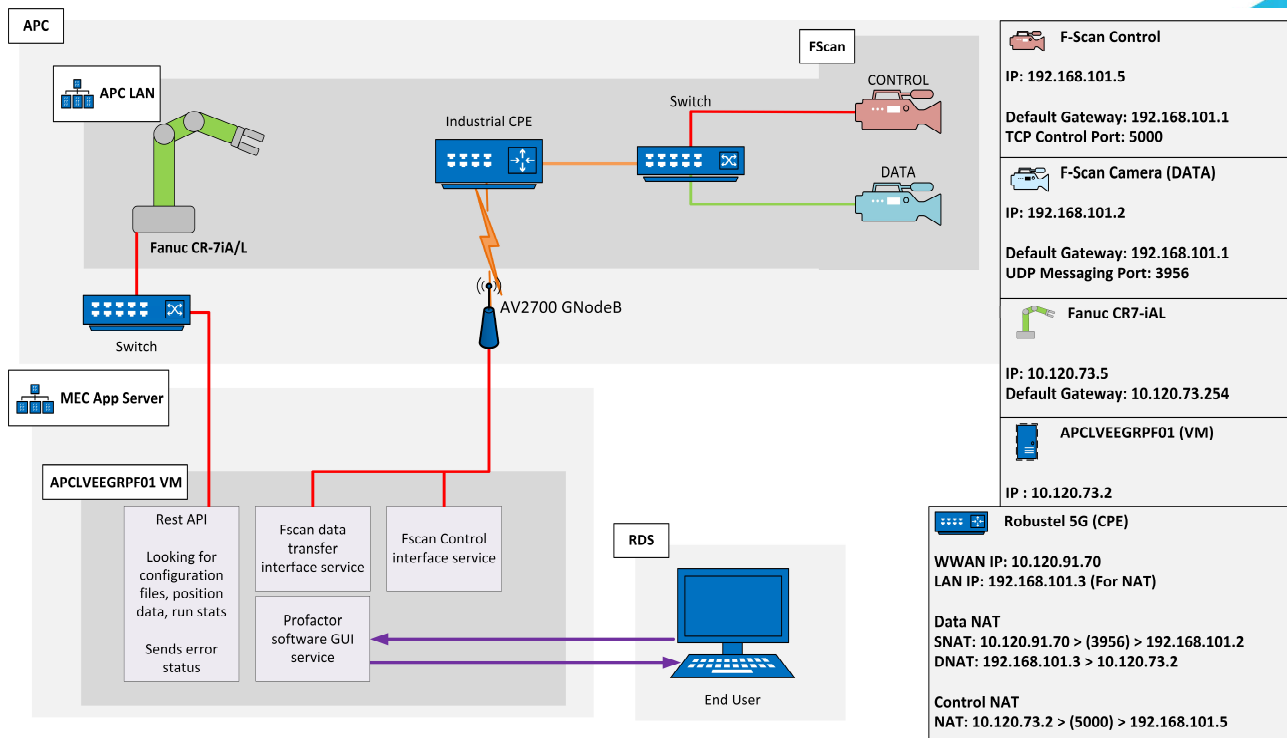 APC
APC LAN
Fanuc CR-7iA/L
Switch
Industrial CPE
Switch
FScan
CONTROL
DATA
AV2700 GNodeB
MEC App Server
APCLVEEGRPF01 VM
Rest API
Looking for
configuration
files, position
data, run stats
Sends error
status
Fscan data
transfer
interface service
Fscan Control
interface service
Profactor
software GUI
service
RDS
End User
F-Scan Control
IP: 192.168.101.5
Default Gateway: 192.168.101.1
TCP Control Port: 5000
F-Scan Camera (DATA)
IP: 192.168.101.2
Default Gateway: 192.168.101.1
UDP Messaging Port: 3956
Fanuc CR7-iAL
IP: 10.120.73.5
Default Gateway: 10.120.73.254
APCLVEEGRPF01 (VM)
IP : 10.120.73.2
Robustel 5G (CPE)
WWAN IP: 10.120.91.70
LAN IP: 192.168.101.3 (For NAT)
Data NAT
SNAT: 10.120.91.70 > (3956) > 192.168.101.2
DNAT: 192.168.101.3 > 10.120.73.2
Control NAT
NAT: 10.120.73.2 > (5000) > 192.168.101.5